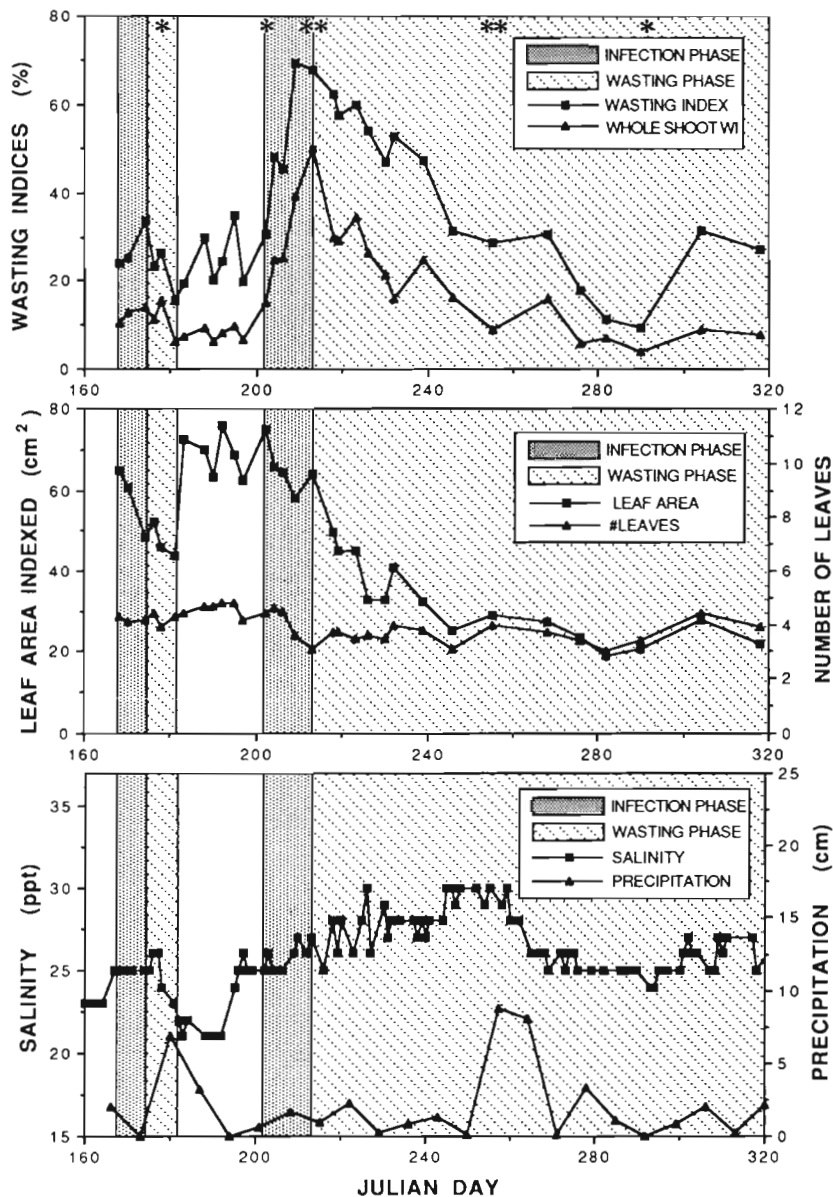 * * ** ** *
80
60
40
20
0
WASTING INDICES (%)
INFECTION PHASE
WASTING PHASE
WASTING INDEX
WHOLE SHOOT WI
160 200 240 280 320
80
60
40
20
0
LEAF AREA INDEXED (cm²)
INFECTION PHASE
WASTING PHASE
LEAF AREA
#LEAVES
12
10
8
6
4
2
0
NUMBER OF LEAVES
160 200 240 280 320
35
30
25
20
15
SALINITY (ppt)
INFECTION PHASE
WASTING PHASE
SALINITY
PRECIPITATION
25
20
15
10
5
0
PRECIPITATION (cm)
160 200 240 280 320
JULIAN DAY